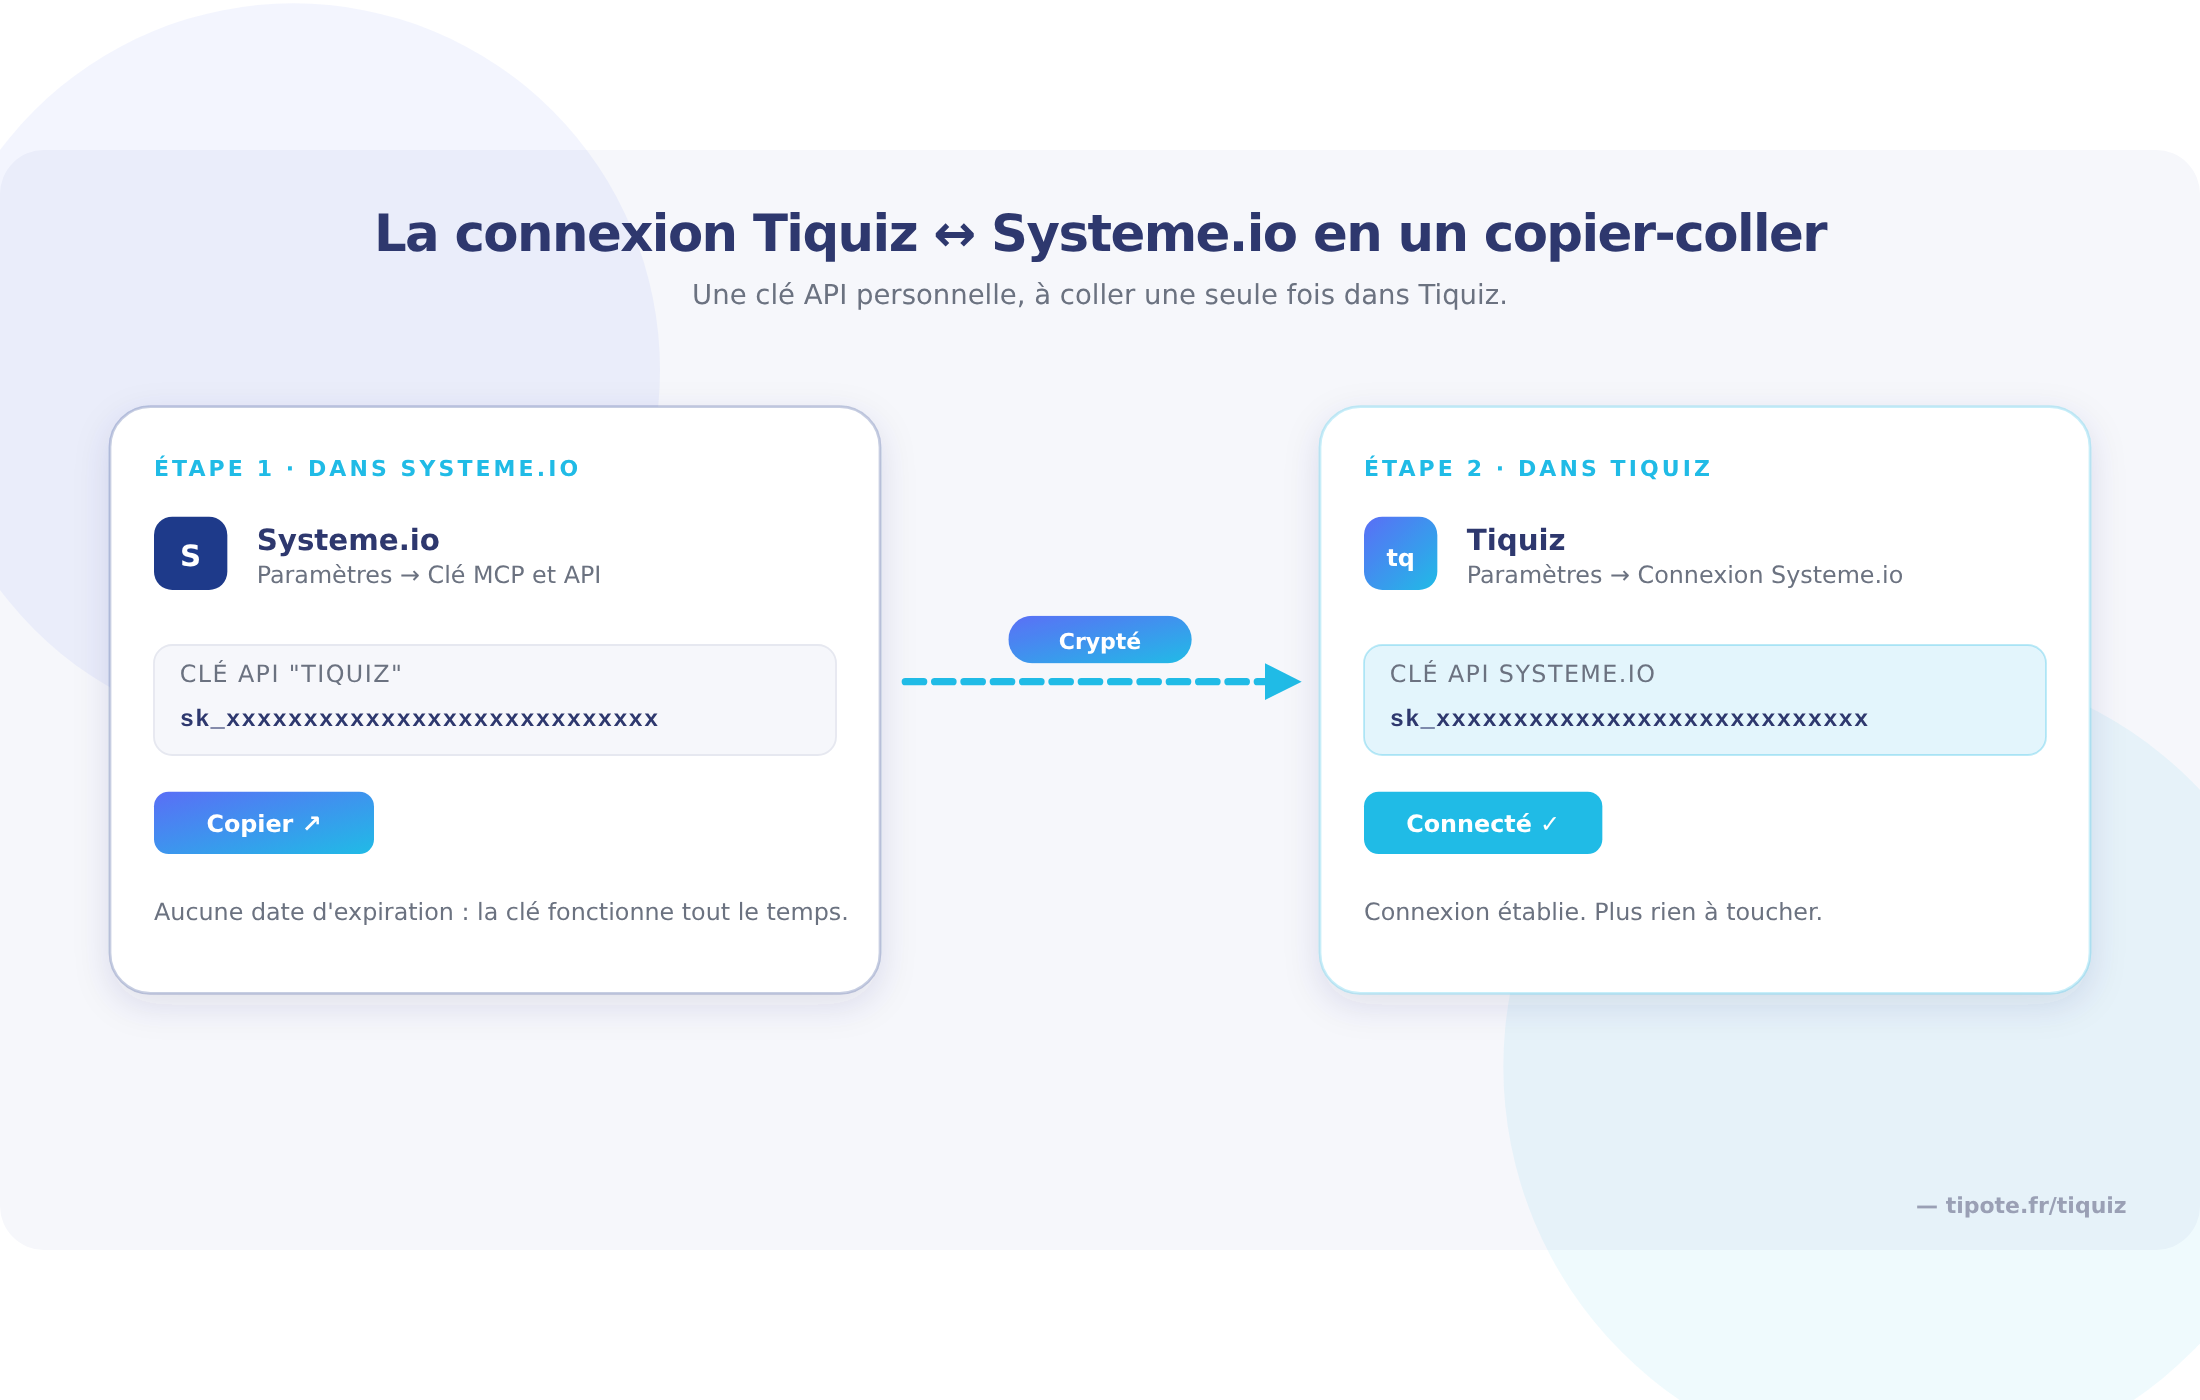 La connexion Tiquiz ↔ Systeme.io en un copier-coller
Une clé API personnelle, à coller une seule fois dans Tiquiz.
ÉTAPE 1 · DANS SYSTEME.IO
S
Systeme.io
Paramètres → Clé MCP et API
CLÉ API "TIQUIZ"
sk_xxxxxxxxxxxxxxxxxxxxxxxxxxxx
Copier ↗
Aucune date d'expiration : la clé fonctionne tout le temps.
Crypté
ÉTAPE 2 · DANS TIQUIZ
tq
Tiquiz
Paramètres → Connexion Systeme.io
CLÉ API SYSTEME.IO
sk_xxxxxxxxxxxxxxxxxxxxxxxxxxxx
Connecté ✓
Connexion établie. Plus rien à toucher.
— tipote.fr/tiquiz